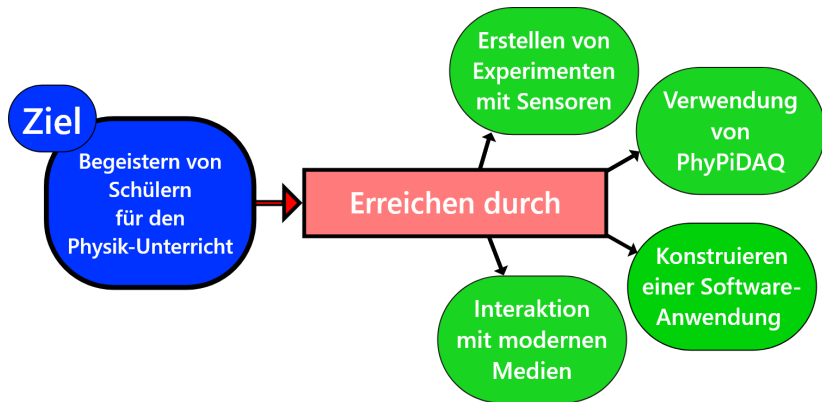 Ziel
Begeistern von
Schülern
für den
Physik-Unterricht
Erreichen durch
Erstellen von
Experimenten
mit Sensoren
Verwendung
von
PhyPiDAQ
Konstruieren
einer Software-
Anwendung
Interaktion
mit modernen
Medien